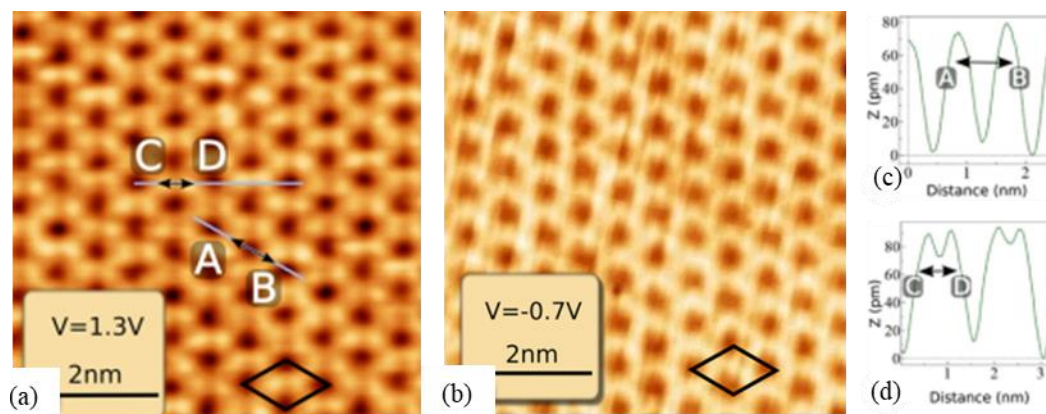 C D
A
B
V=1.3V
2nm
(a)
V=-0.7V
2nm
(b)
80
60
40
20
0
Z (pm)
A B
0 1 2
Distance (nm)
(c)
80
60
40
20
0
Z (pm)
C D
1 2 3
Distance (nm)
(d)